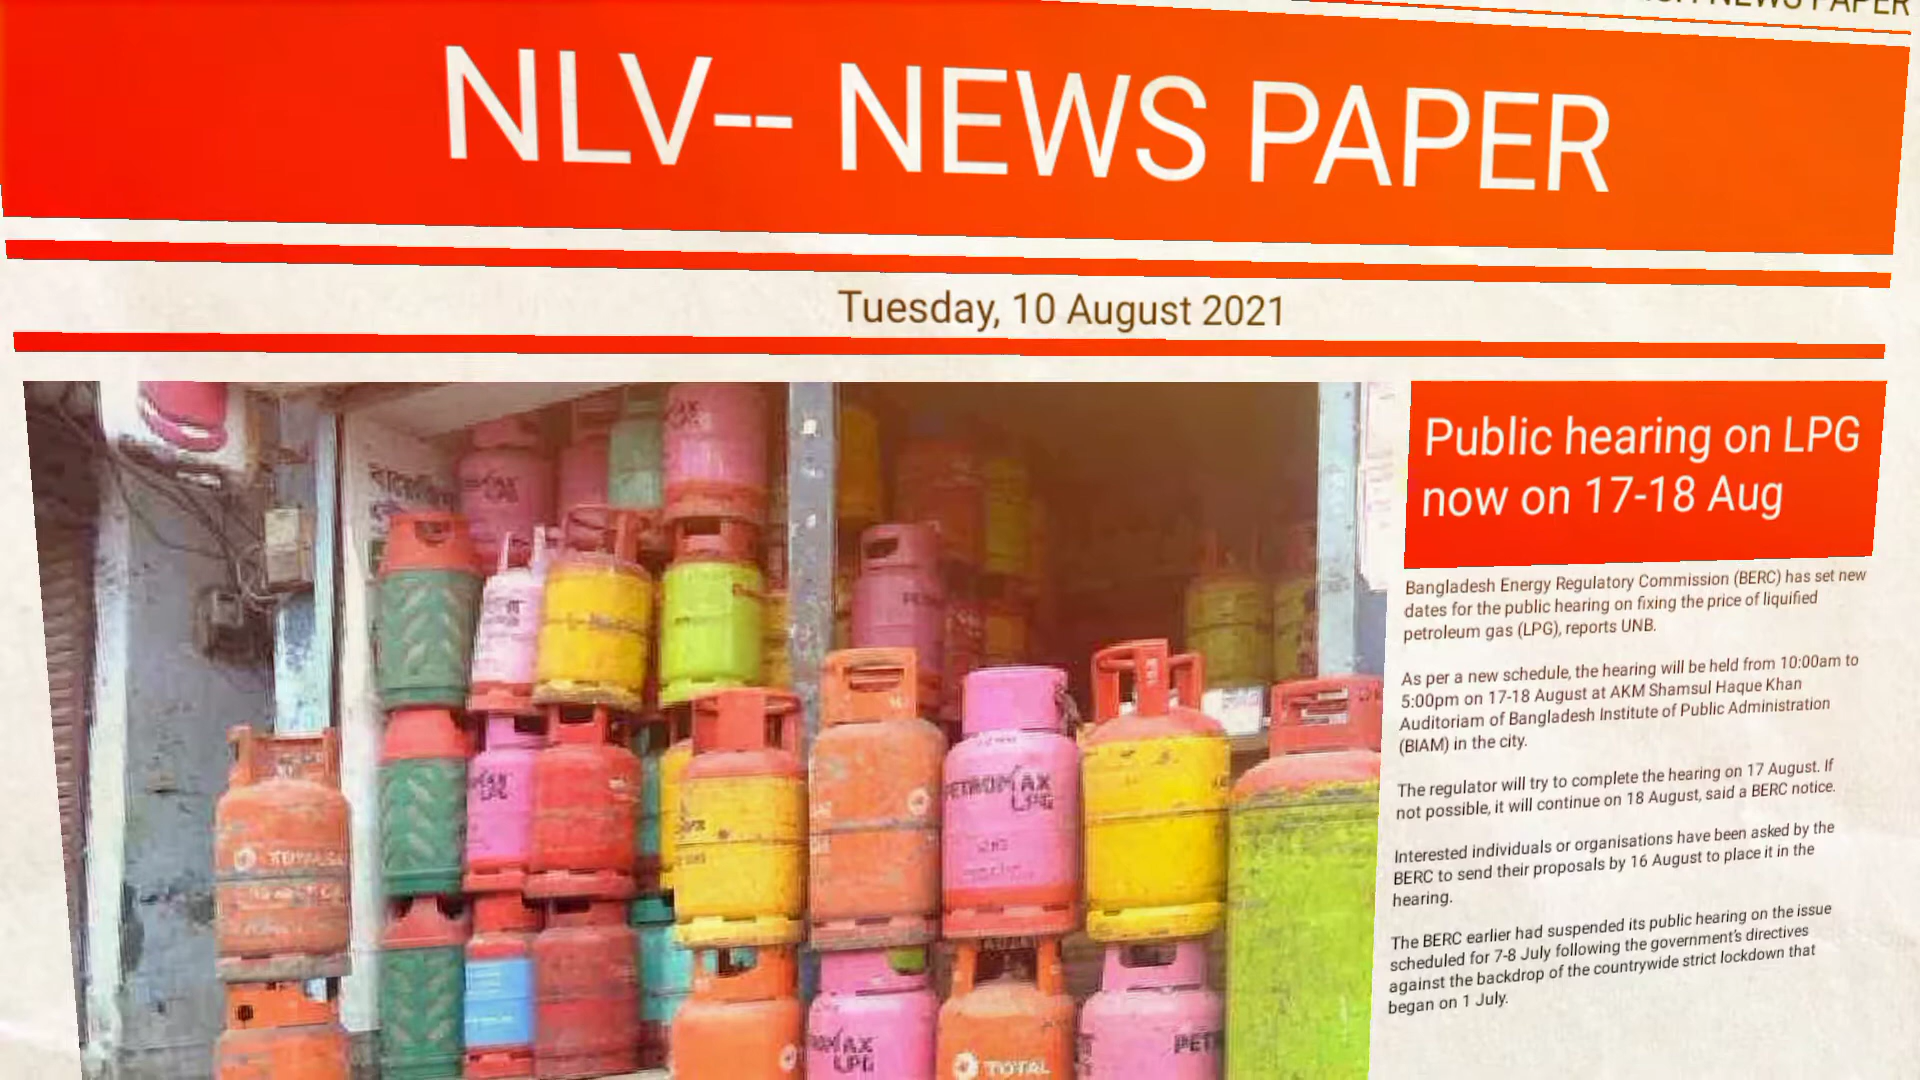 NEWS PAPER
NLV-- NEWS PAPER
Tuesday, 10 August 2021
Public hearing on LPG
now on 17-18 Aug
Bangladesh Energy Regulatory Commission (BERC) has set new
dates for the public hearing on fixing the price of liquified
petroleum gas (LPG), reports UNB.
As per a new schedule, the hearing will be held from 10:00am to
5:00pm on 17-18 August at AKM Shamsul Haque Khan
Auditoriam of Bangladesh Institute of Public Administration
(BIAM) in the city.
The regulator will try to complete the hearing on 17 August. If
not possible, it will continue on 18 August, said a BERC notice.
Interested individuals or organisations have been asked by the
BERC to send their proposals by 16 August to place it in the
hearing.
The BERC earlier had suspended its public hearing on the issue
scheduled for 7-8 July following the government's directives
against the backdrop of the countrywide strict lockdown that
began on 1 July.
PETROMAX
LPG
LPG
TOTAL